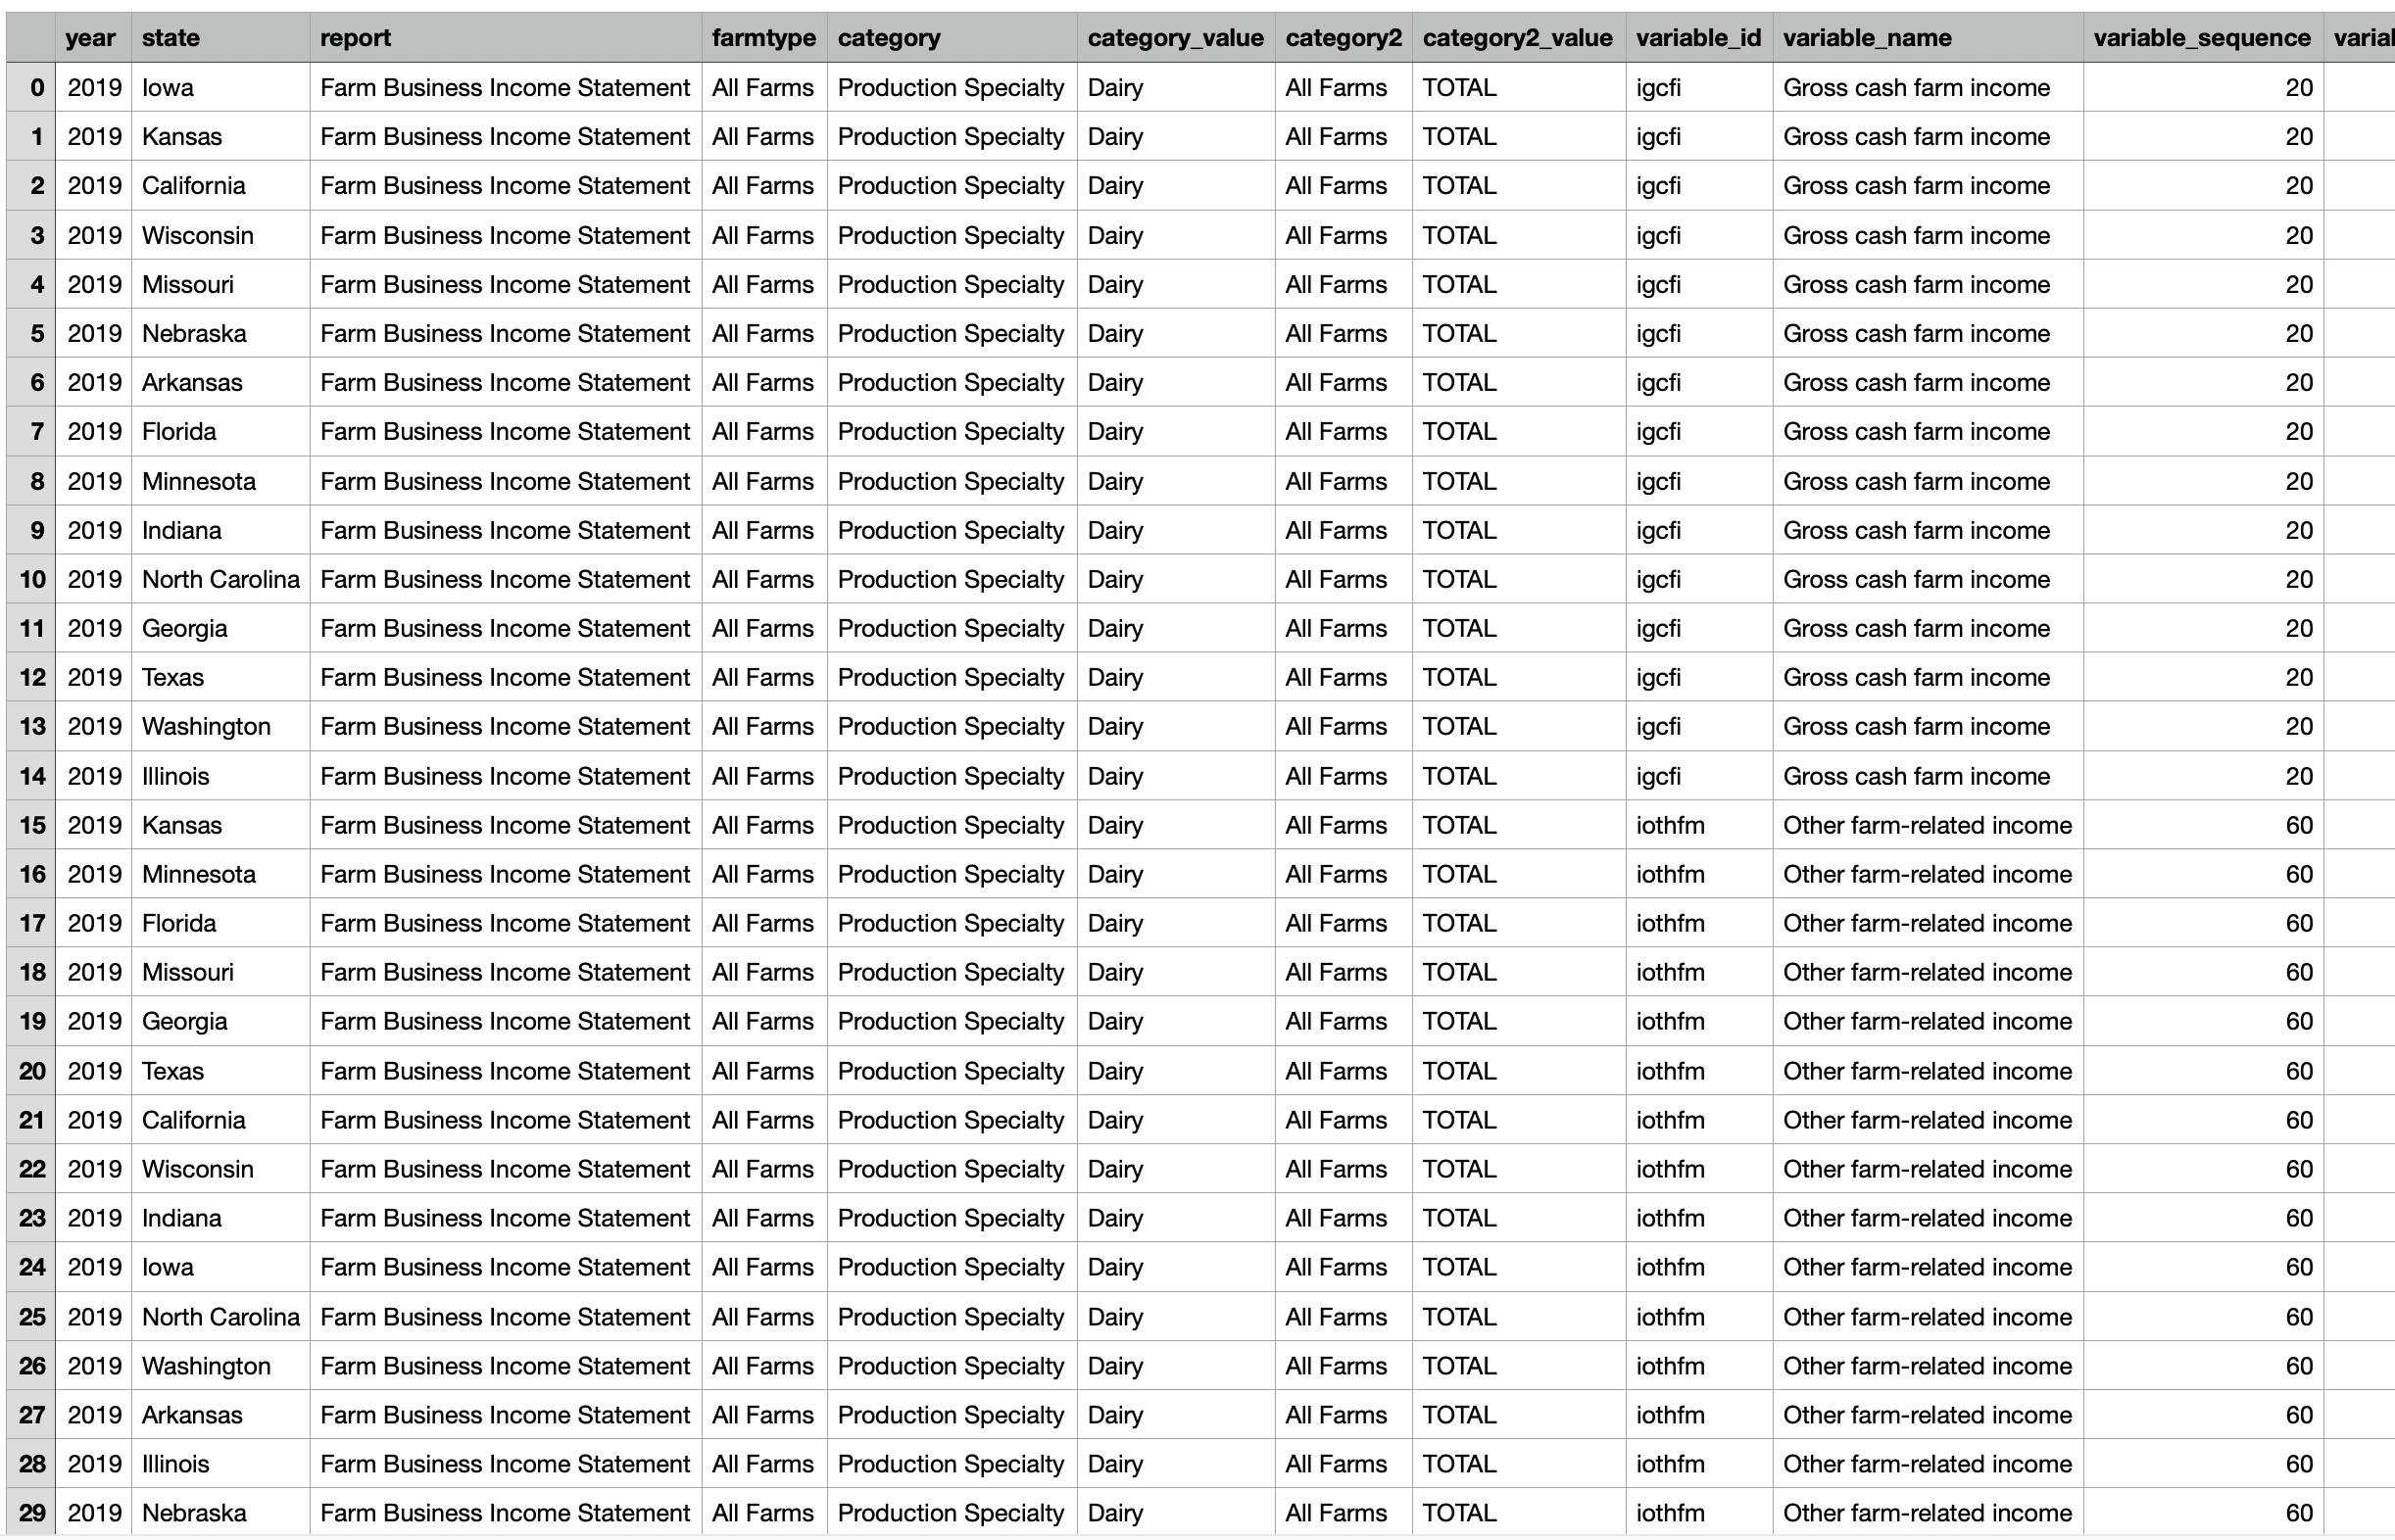 year state report farmtype category category_value category2 category2_value variable_id variable_name variable_sequence varial
0 2019 Iowa Farm Business Income Statement All Farms Production Specialty Dairy All Farms TOTAL igcfi Gross cash farm income 20
1 2019 Kansas Farm Business Income Statement All Farms Production Specialty Dairy All Farms TOTAL igcfi Gross cash farm income 20
2 2019 California Farm Business Income Statement All Farms Production Specialty Dairy All Farms TOTAL igcfi Gross cash farm income 20
3 2019 Wisconsin Farm Business Income Statement All Farms Production Specialty Dairy All Farms TOTAL igcfi Gross cash farm income 20
4 2019 Missouri Farm Business Income Statement All Farms Production Specialty Dairy All Farms TOTAL igcfi Gross cash farm income 20
5 2019 Nebraska Farm Business Income Statement All Farms Production Specialty Dairy All Farms TOTAL igcfi Gross cash farm income 20
6 2019 Arkansas Farm Business Income Statement All Farms Production Specialty Dairy All Farms TOTAL igcfi Gross cash farm income 20
7 2019 Florida Farm Business Income Statement All Farms Production Specialty Dairy All Farms TOTAL igcfi Gross cash farm income 20
8 2019 Minnesota Farm Business Income Statement All Farms Production Specialty Dairy All Farms TOTAL igcfi Gross cash farm income 20
9 2019 Indiana Farm Business Income Statement All Farms Production Specialty Dairy All Farms TOTAL igcfi Gross cash farm income 20
10 2019 North Carolina Farm Business Income Statement All Farms Production Specialty Dairy All Farms TOTAL igcfi Gross cash farm income 20
11 2019 Georgia Farm Business Income Statement All Farms Production Specialty Dairy All Farms TOTAL igcfi Gross cash farm income 20
12 2019 Texas Farm Business Income Statement All Farms Production Specialty Dairy All Farms TOTAL igcfi Gross cash farm income 20
13 2019 Washington Farm Business Income Statement All Farms Production Specialty Dairy All Farms TOTAL igcfi Gross cash farm income 20
14 2019 Illinois Farm Business Income Statement All Farms Production Specialty Dairy All Farms TOTAL igcfi Gross cash farm income 20
15 2019 Kansas Farm Business Income Statement All Farms Production Specialty Dairy All Farms TOTAL iothfm Other farm-related income 60
16 2019 Minnesota Farm Business Income Statement All Farms Production Specialty Dairy All Farms TOTAL iothfm Other farm-related income 60
17 2019 Florida Farm Business Income Statement All Farms Production Specialty Dairy All Farms TOTAL iothfm Other farm-related income 60
18 2019 Missouri Farm Business Income Statement All Farms Production Specialty Dairy All Farms TOTAL iothfm Other farm-related income 60
19 2019 Georgia Farm Business Income Statement All Farms Production Specialty Dairy All Farms TOTAL iothfm Other farm-related income 60
20 2019 Texas Farm Business Income Statement All Farms Production Specialty Dairy All Farms TOTAL iothfm Other farm-related income 60
21 2019 California Farm Business Income Statement All Farms Production Specialty Dairy All Farms TOTAL iothfm Other farm-related income 60
22 2019 Wisconsin Farm Business Income Statement All Farms Production Specialty Dairy All Farms TOTAL iothfm Other farm-related income 60
23 2019 Indiana Farm Business Income Statement All Farms Production Specialty Dairy All Farms TOTAL iothfm Other farm-related income 60
24 2019 Iowa Farm Business Income Statement All Farms Production Specialty Dairy All Farms TOTAL iothfm Other farm-related income 60
25 2019 North Carolina Farm Business Income Statement All Farms Production Specialty Dairy All Farms TOTAL iothfm Other farm-related income 60
26 2019 Washington Farm Business Income Statement All Farms Production Specialty Dairy All Farms TOTAL iothfm Other farm-related income 60
27 2019 Arkansas Farm Business Income Statement All Farms Production Specialty Dairy All Farms TOTAL iothfm Other farm-related income 60
28 2019 Illinois Farm Business Income Statement All Farms Production Specialty Dairy All Farms TOTAL iothfm Other farm-related income 60
29 2019 Nebraska Farm Business Income Statement All Farms Production Specialty Dairy All Farms TOTAL iothfm Other farm-related income 60